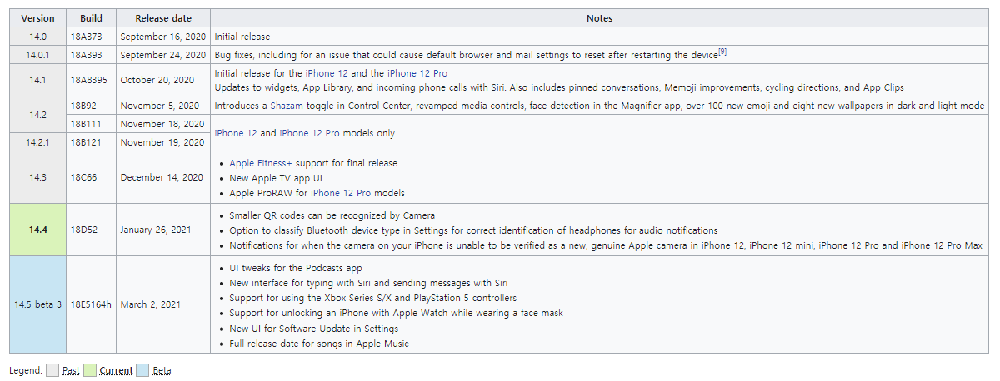 Version Build Release date Notes
14.0 18A373 September 16, 2020 Initial release
14.0.1 18A393 September 24, 2020 Bug fixes, including for an issue that could cause default browser and mail settings to reset after restarting the device[9]
14.1 18A8395 October 20, 2020 Initial release for the iPhone 12 and the iPhone 12 Pro
Updates to widgets, App Library, and incoming phone calls with Siri. Also includes pinned conversations, Memoji improvements, cycling directions, and App Clips
14.2 18B92 November 5, 2020 Introduces a Shazam toggle in Control Center, revamped media controls, face detection in the Magnifier app, over 100 new emoji and eight new wallpapers in dark and light mode
18B111 November 18, 2020 iPhone 12 and iPhone 12 Pro models only
14.2.1 18B121 November 19, 2020
14.3 18C66 December 14, 2020
• Apple Fitness+ support for final release
• New Apple TV app UI
• Apple ProRAW for iPhone 12 Pro models
14.4 18D52 January 26, 2021
• Smaller QR codes can be recognized by Camera
• Option to classify Bluetooth device type in Settings for correct identification of headphones for audio notifications
• Notifications for when the camera on your iPhone is unable to be verified as a new, genuine Apple camera in iPhone 12, iPhone 12 mini, iPhone 12 Pro and iPhone 12 Pro Max
14.5 beta 3 18E5164h March 2, 2021
• UI tweaks for the Podcasts app
• New interface for typing with Siri and sending messages with Siri
• Support for using the Xbox Series S/X and PlayStation 5 controllers
• Support for unlocking an iPhone with Apple Watch while wearing a face mask
• New UI for Software Update in Settings
• Full release date for songs in Apple Music
Legend: Past Current Beta